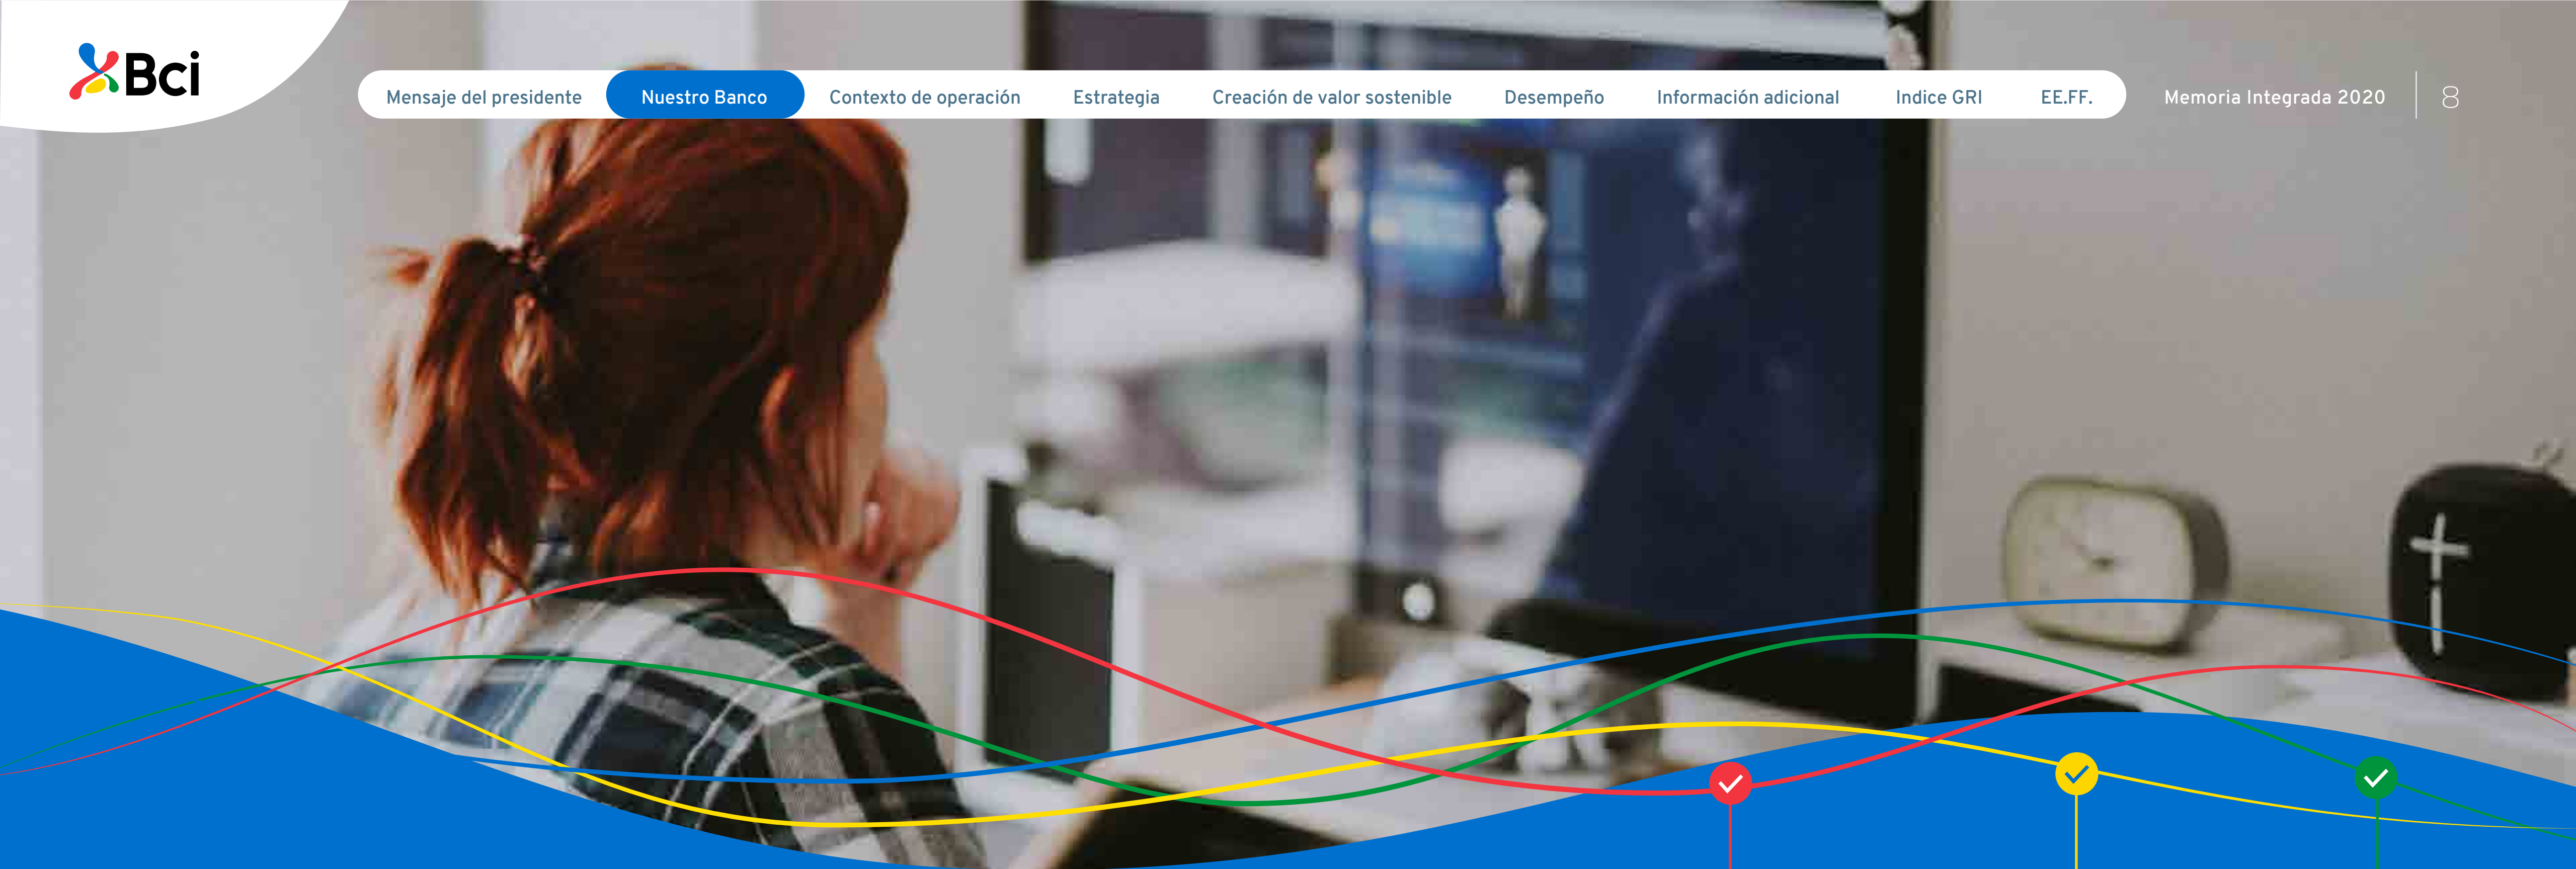 Bci
Mensaje del presidente Nuestro Banco Contexto de operación Estrategia Creación de valor sostenible Desempeño Información adicional Indice GRI EE.FF. Memoria Integrada 2020 8